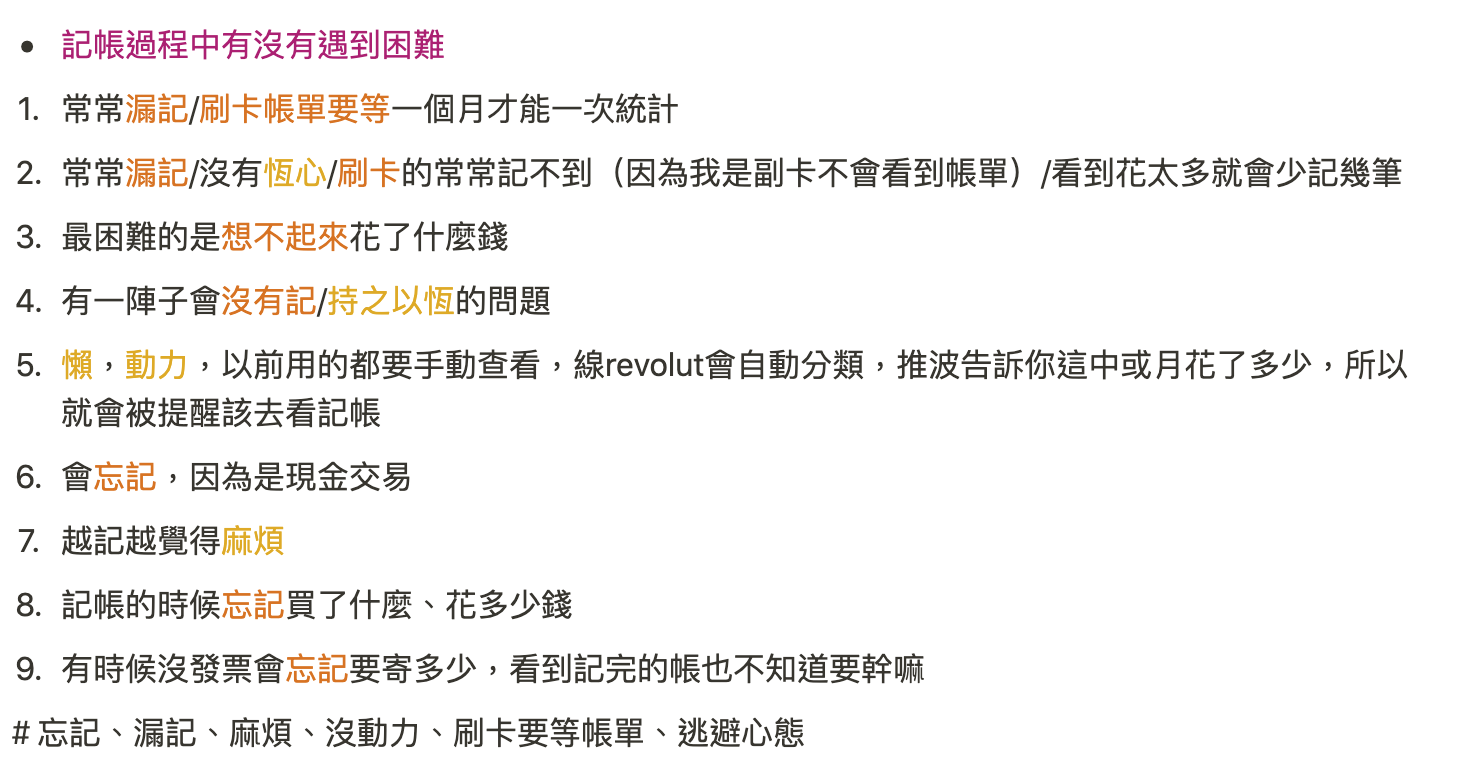 • 記帳過程中有沒有遇到困難
1. 常常漏記/刷卡帳單要等一個月才能一次統計
2. 常常漏記/沒有恆心/刷卡的常常記不到（因為我是副卡不會看到帳單）/看到花太多就會少記幾筆
3. 最困難的是想不起來花了什麼錢
4. 有一陣子會沒有記/持之以恆的問題
5. 懶，動力，以前用的都要手動查看，線revolut會自動分類，推波告訴你這中或月花了多少，所以
就會被提醒該去看記帳
6. 會忘記，因為是現金交易
7. 越記越覺得麻煩
8. 記帳的時候忘記買了什麼、花多少錢
9. 有時候沒發票會忘記要寄多少，看到記完的帳也不知道要幹嘛
# 忘記、漏記、麻煩、沒動力、刷卡要等帳單、逃避心態